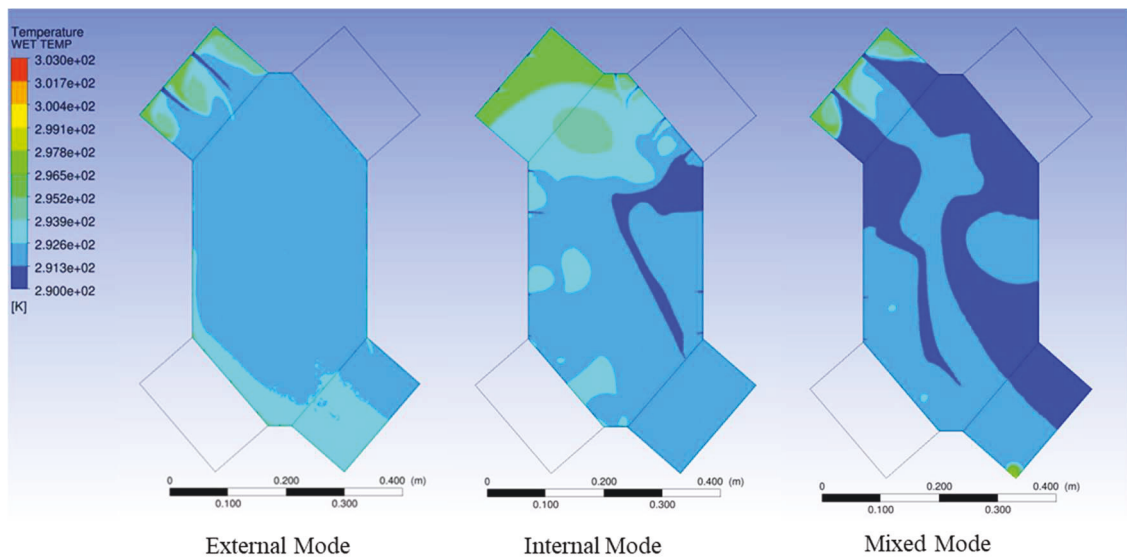 Temperature
WET TEMP
3.030e+02
3.017e+02
3.004e+02
2.991e+02
2.978e+02
2.965e+02
2.952e+02
2.939e+02
2.926e+02
2.913e+02
2.900e+02
[K]
0 0.200 0.400 (m)
0.100 0.300
0 0.200 0.400 (m)
0.100 0.300
0 0.200 0.400 (m)
0.100 0.300
External Mode Internal Mode Mixed Mode